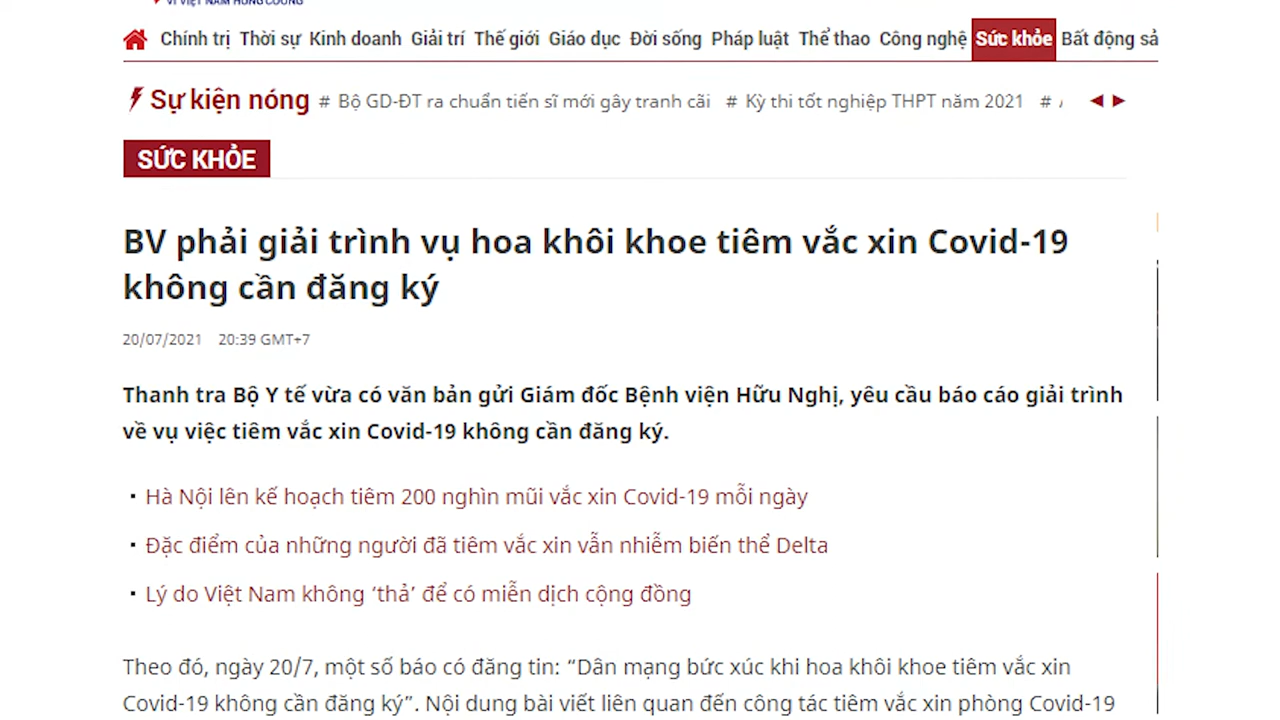 VÌ VIỆT NAM HÙNG CƯỜNG
Chính trị Thời sự Kinh doanh Giải trí Thế giới Giáo dục Đời sống Pháp luật Thể thao Công nghệ Sức khỏe Bất động sả
Sự kiện nóng # Bộ GD-ĐT ra chuẩn tiến sĩ mới gây tranh cãi # Kỳ thi tốt nghiệp THPT năm 2021 #
SỨC KHỎE
BV phải giải trình vụ hoa khôi khoe tiêm vắc xin Covid-19
không cần đăng ký
20/07/2021 20:39 GMT+7
Thanh tra Bộ Y tế vừa có văn bản gửi Giám đốc Bệnh viện Hữu Nghị, yêu cầu báo cáo giải trình
về vụ việc tiêm vắc xin Covid-19 không cần đăng ký.
▪ Hà Nội lên kế hoạch tiêm 200 nghìn mũi vắc xin Covid-19 mỗi ngày
▪ Đặc điểm của những người đã tiêm vắc xin vẫn nhiễm biến thể Delta
▪ Lý do Việt Nam không ‘thả’ để có miễn dịch cộng đồng
Theo đó, ngày 20/7, một số báo có đăng tin: “Dân mạng bức xúc khi hoa khôi khoe tiêm vắc xin
Covid-19 không cần đăng ký”. Nội dung bài viết liên quan đến công tác tiêm vắc xin phòng Covid-19